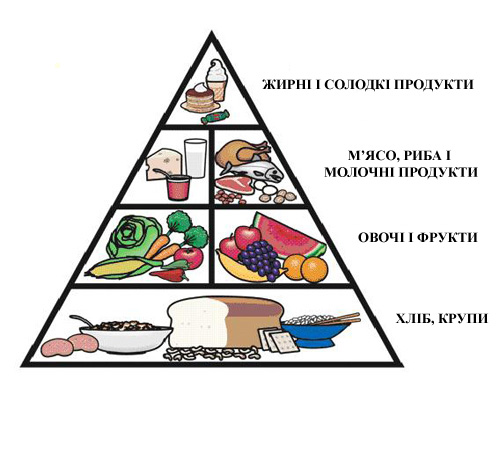 ЖИРНІ І СОЛОДКІ ПРОДУКТИ
М’ЯСО, РИБА І
МОЛОЧНІ ПРОДУКТИ
ОВОЧІ І ФРУКТИ
ХЛІБ, КРУПИ